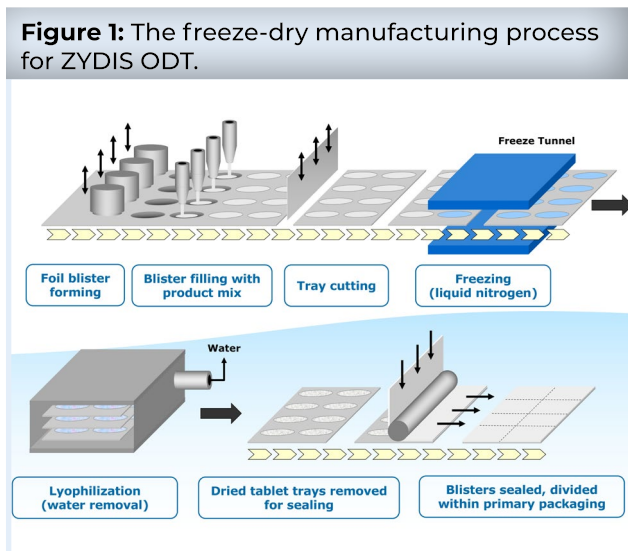 Figure 1: The freeze-dry manufacturing process
for ZYDIS ODT.
Freeze Tunnel
Foil blister
forming
Blister filling with
product mix
Tray cutting
Freezing
(liquid nitrogen)
Water
Lyophilization
(water removal)
Dried tablet trays removed
for sealing
Blisters sealed, divided
within primary packaging